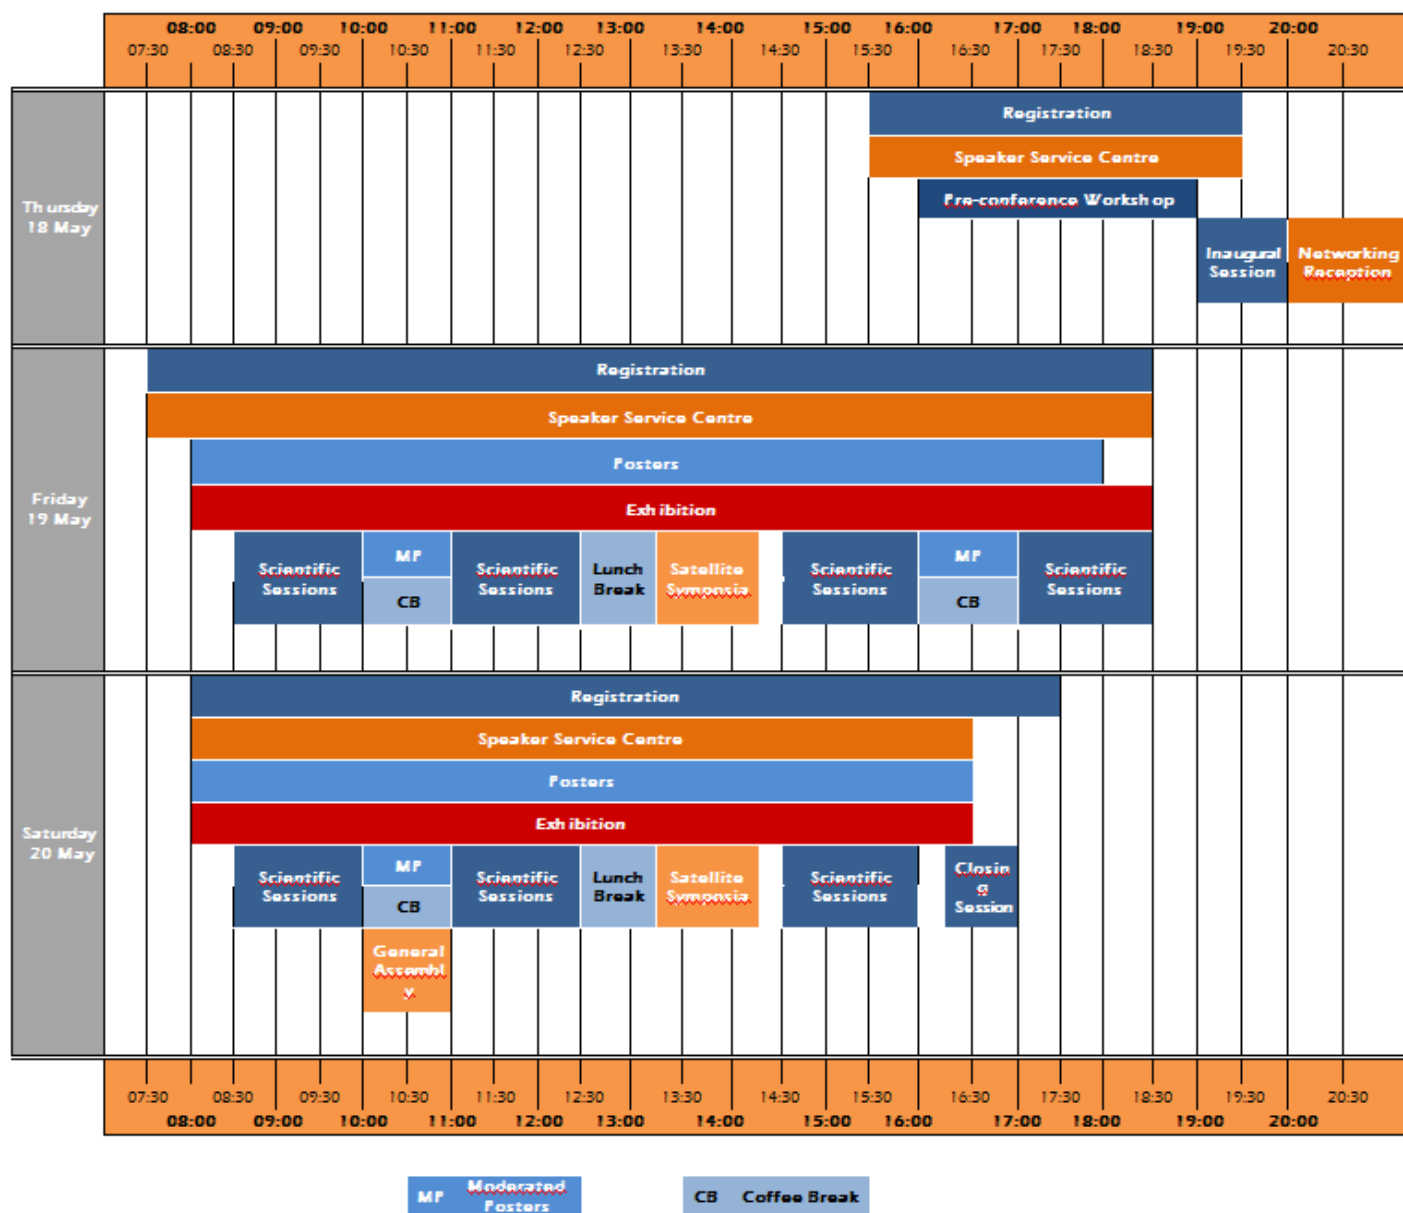 08:00 09:00 10:00 11:00 12:00 13:00 14:00 15:00 16:00 17:00 18:00 19:00 20:00
07:30 08:30 09:30 10:30 11:30 12:30 13:30 14:30 15:30 16:30 17:30 18:30 19:30 20:30
Thursday
18 May
Registration
Speaker Service Centre
Pre-conference Workshop
Inaugural
Session
Networking
Reception
Friday
19 May
Registration
Speaker Service Centre
Posters
Exhibition
Scientific
Sessions
MP
CB
Scientific
Sessions
Lunch
Break
Satellite
Symposia
Scientific
Sessions
MP
CB
Scientific
Sessions
Saturday
20 May
Registration
Speaker Service Centre
Posters
Exhibition
Scientific
Sessions
MP
CB
Scientific
Sessions
Lunch
Break
Satellite
Symposia
Scientific
Sessions
Closin
g
Session
General
Assembl
y
07:30 08:30 09:30 10:30 11:30 12:30 13:30 14:30 15:30 16:30 17:30 18:30 19:30 20:30
08:00 09:00 10:00 11:00 12:00 13:00 14:00 15:00 16:00 17:00 18:00 19:00 20:00
MP Moderated
Posters
CB Coffee Break